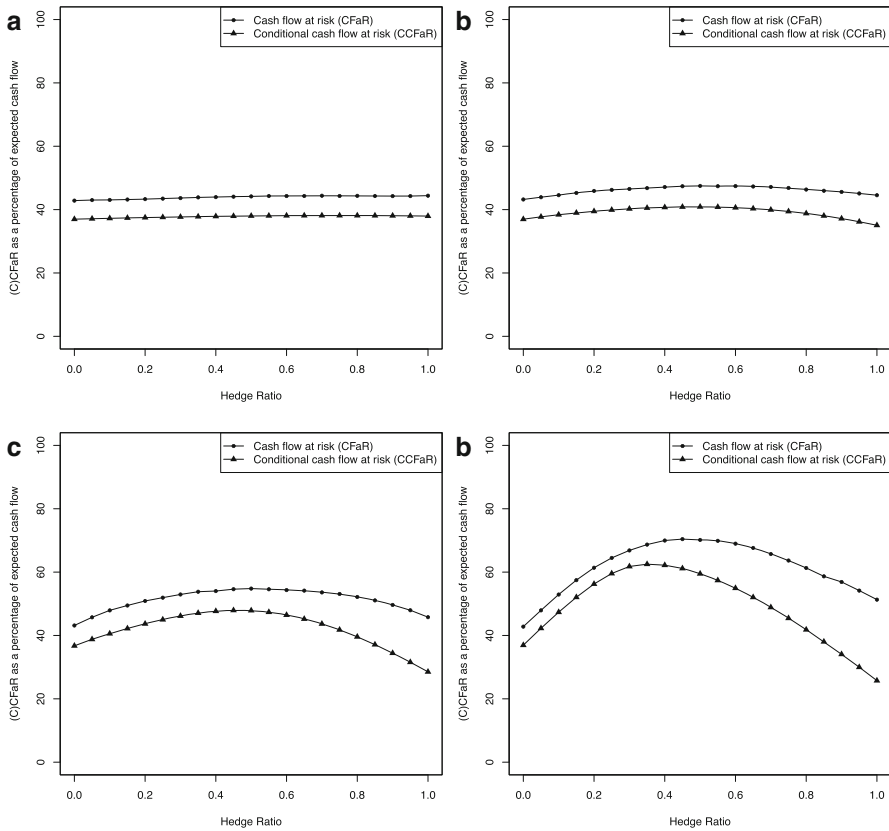 a
Cash flow at risk (CFaR)
Conditional cash flow at risk (CCFaR)
(C)CFaR as a percentage of expected cash flow
100
80
60
40
20
0
0.0 0.2 0.4 0.6 0.8 1.0
Hedge Ratio
b
Cash flow at risk (CFaR)
Conditional cash flow at risk (CCFaR)
(C)CFaR as a percentage of expected cash flow
100
80
60
40
20
0
0.0 0.2 0.4 0.6 0.8 1.0
Hedge Ratio
c
Cash flow at risk (CFaR)
Conditional cash flow at risk (CCFaR)
(C)CFaR as a percentage of expected cash flow
100
80
60
40
20
0
0.0 0.2 0.4 0.6 0.8 1.0
Hedge Ratio
b
Cash flow at risk (CFaR)
Conditional cash flow at risk (CCFaR)
(C)CFaR as a percentage of expected cash flow
100
80
60
40
20
0
0.0 0.2 0.4 0.6 0.8 1.0
Hedge Ratio